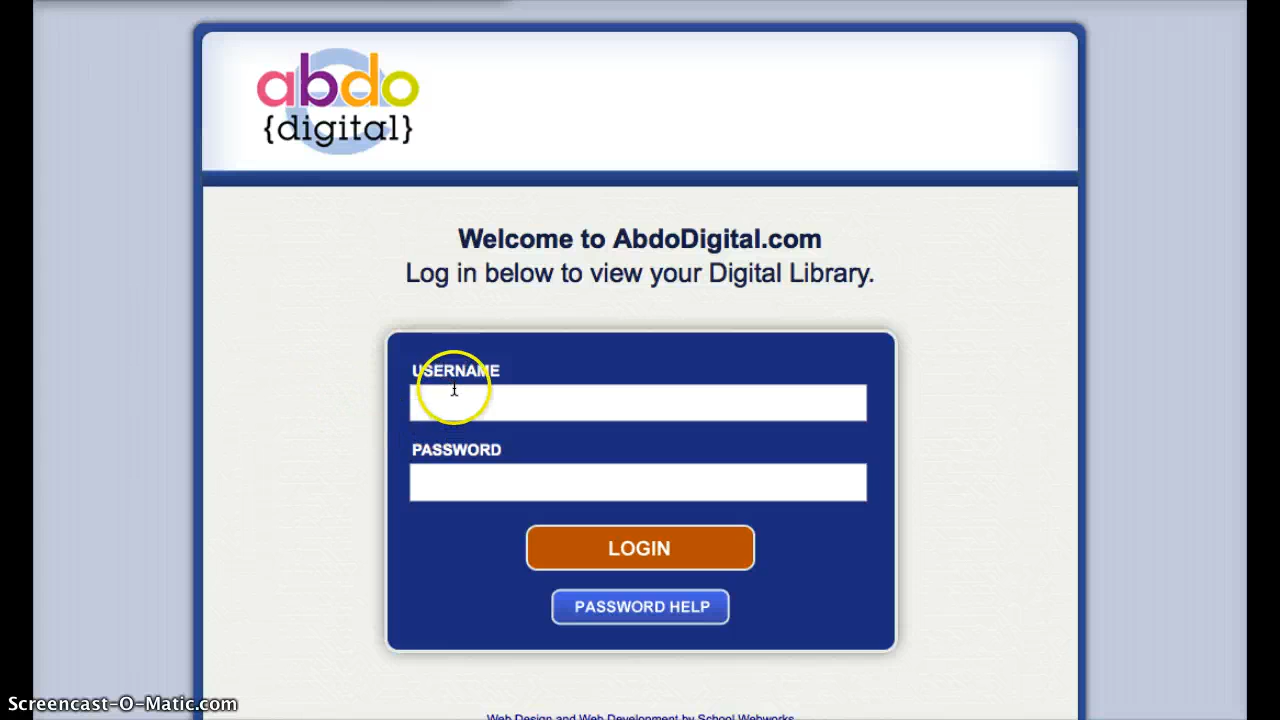 abdo
{digital}
Welcome to AbdoDigital.com
Log in below to view your Digital Library.
USERNAME
PASSWORD
LOGIN
PASSWORD HELP
Screencast-O-Matic.com
Web Design and Web Development by School Webworks